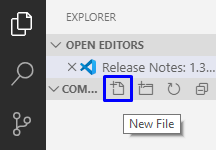 EXPLORER
OPEN EDITORS
Release Notes: 1.3...
COM...
New File